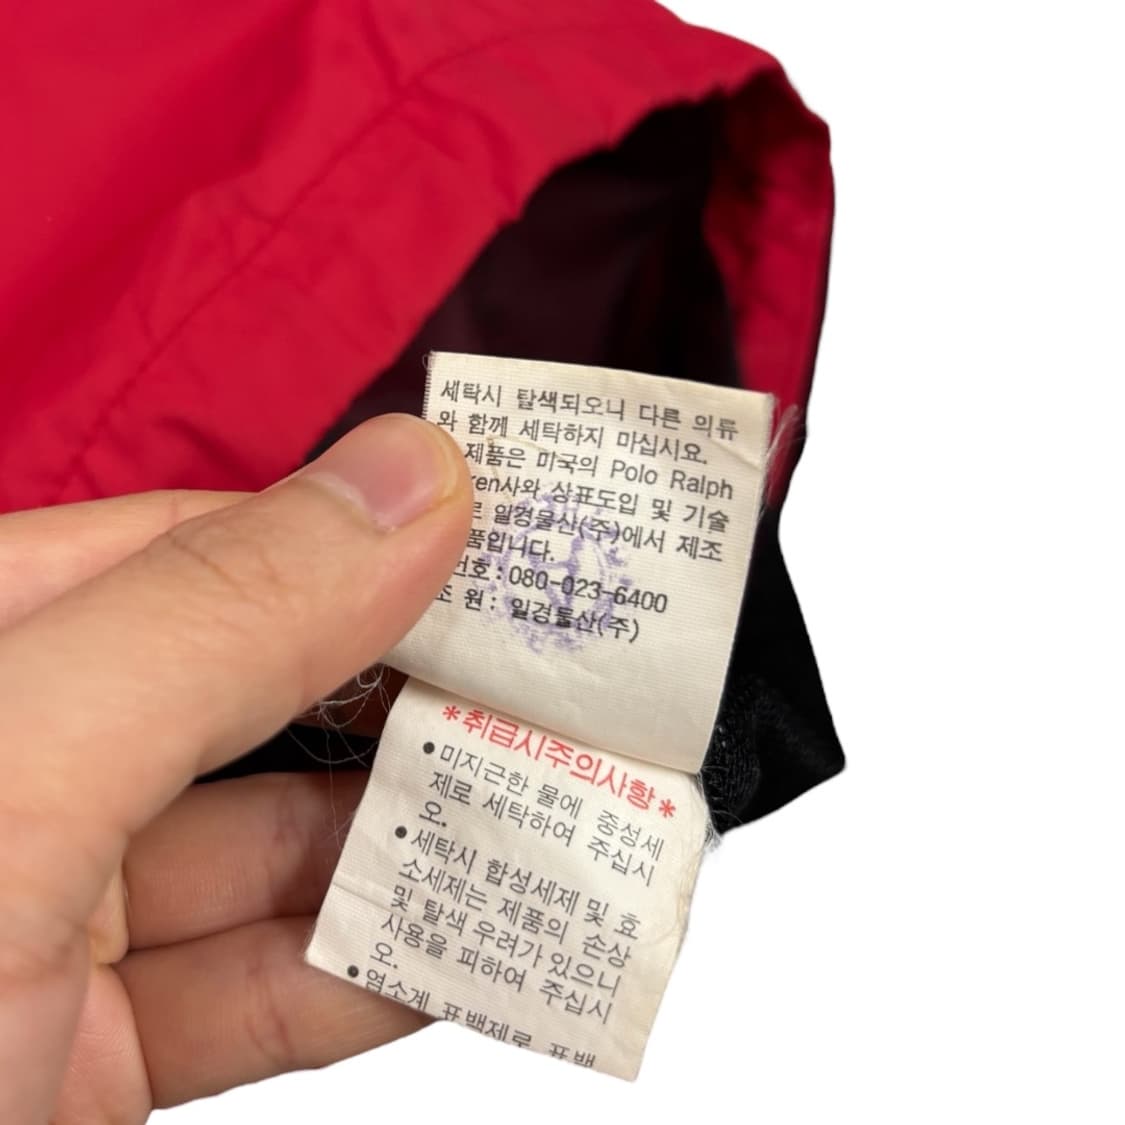 세탁시 탈색되오니 다른 의류
와 함께 세탁하지 마십시요.
제품은 미국의 Polo Ralph
ren사와 상표도입 및 기술
로 일경물산(주)에서 제조
품입니다.
번호 : 080-023-6400
조 원 : 일경물산(주)
*취급시주의사항*
●미지근한 물에 중성세
제로 세탁하여 주십시
오.
●세탁시 합성세제 및 효
소세제는 제품의 손상
및 탈색 우려가 있으니
사용을 피하여 주십시
오.
●염소계 표백제로 표백